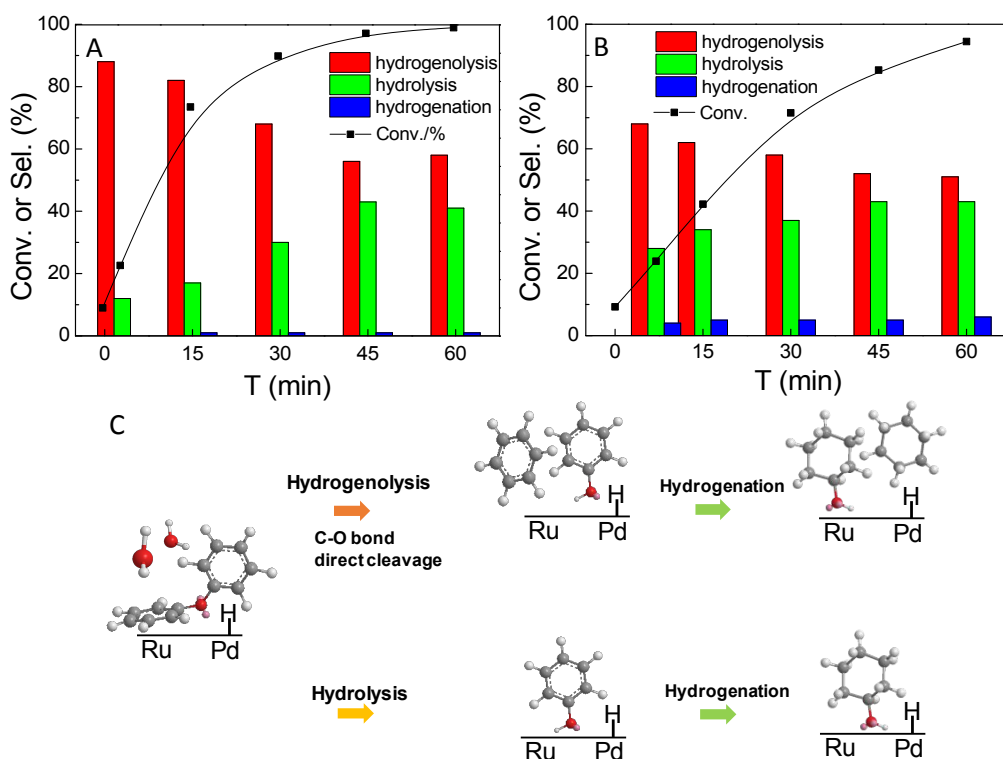 A
Conv. or Sel. (%)
100
80
60
40
20
0
hydrogenolysis
hydrolysis
hydrogenation
Conv./%
0 15 30 45 60
T (min)
B
Conv. or Sel. (%)
100
80
60
40
20
0
hydrogenolysis
hydrolysis
hydrogenation
Conv.
0 15 30 45 60
T (min)
C
Hydrogenolysis
C-O bond
direct cleavage
Hydrogenation
H
Ru Pd
H
Ru Pd
H
Ru Pd
Hydrolysis
Hydrogenation
H
Ru Pd
H
Ru Pd